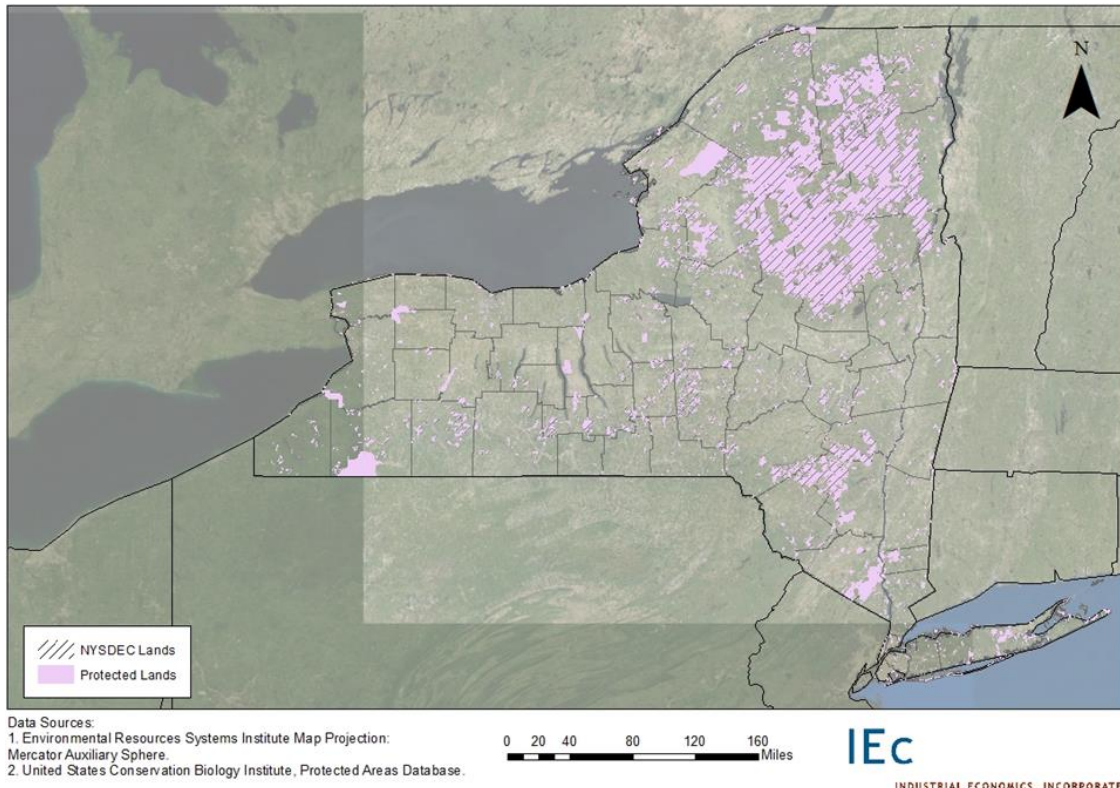 N
NYSDEC Lands
Protected Lands
Data Sources:
1. Environmental Resources Systems Institute Map Projection:
Mercator Auxiliary Sphere.
2. United States Conservation Biology Institute, Protected Areas Database.
0 20 40 80 120 160
Miles
IEc
INDUSTRIAL ECONOMICS, INCORPORATE